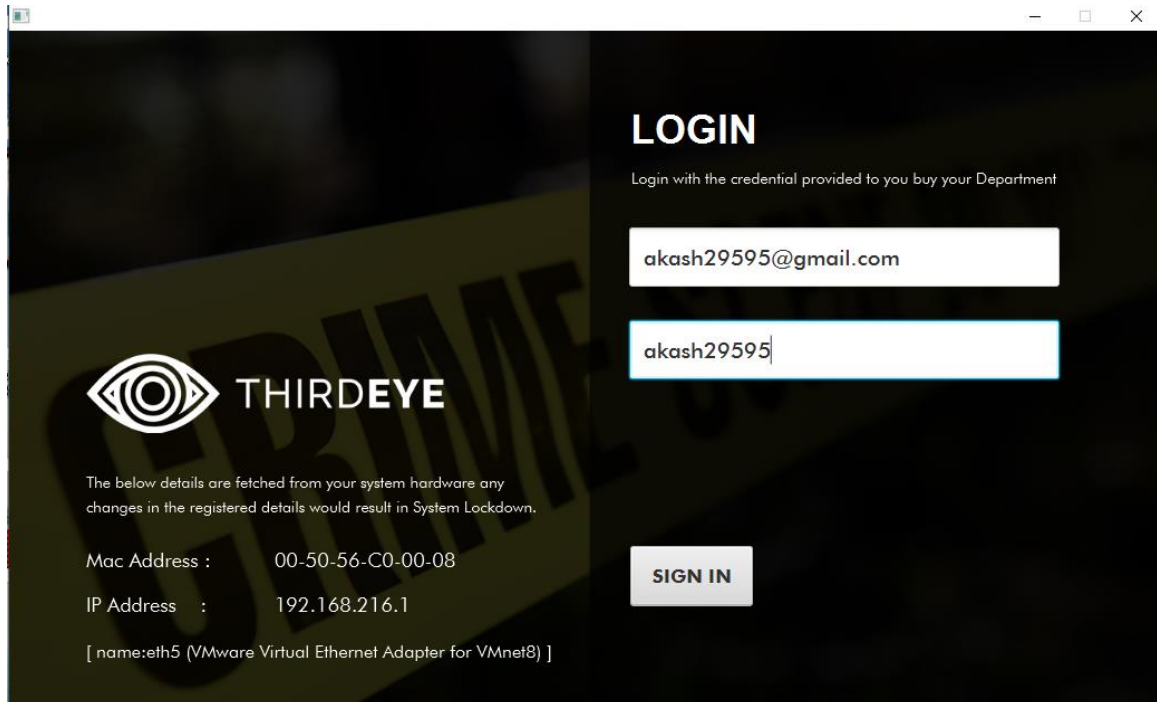 THIRDEYE
The below details are fetched from your system hardware any
changes in the registered details would result in System Lockdown.
Mac Address : 00-50-56-C0-00-08
IP Address : 192.168.216.1
[ name:eth5 (VMware Virtual Ethernet Adapter for VMnet8) ]
LOGIN
Login with the credential provided to you buy your Department
akash29595@gmail.com
akash29595
SIGN IN
CRIME SCENE